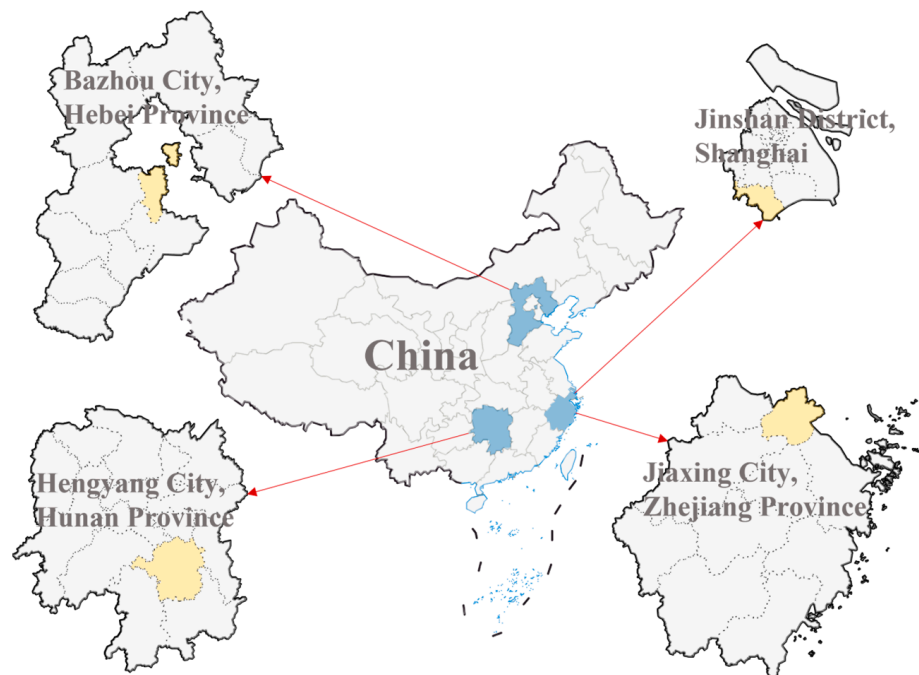 Bazhou City,
Hebei Province
Jinshan District,
Shanghai
China
Hengyang City,
Hunan Province
Jiaxing City,
Zhejiang Province